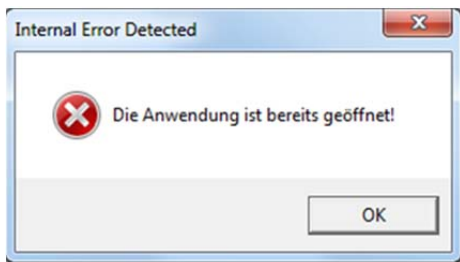 Internal Error Detected
Die Anwendung ist bereits geöffnet!
OK